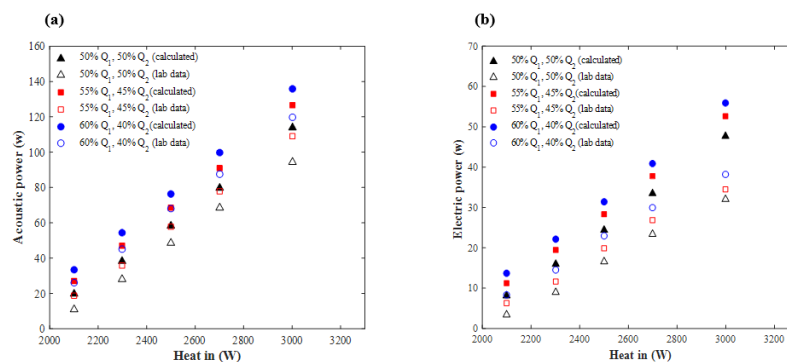 (a)
160
140
120
100
80
60
40
20
0
2000 2200 2400 2600 2800 3000 3200
Acoustic power (w)
Heat in (W)
50% Q1, 50% Q2 (calculated)
50% Q1, 50% Q2 (lab data)
55% Q1, 45% Q2 (calculated)
55% Q1, 45% Q2 (lab data)
60% Q1, 40% Q2 (calculated)
60% Q1, 40% Q2 (lab data)
(b)
70
60
50
40
30
20
10
0
2000 2200 2400 2600 2800 3000 3200
Electric power (w)
Heat in (W)
50% Q1, 50% Q2 (calculated)
50% Q1, 50% Q2 (lab data)
55% Q1, 45% Q2 (calculated)
55% Q1, 45% Q2 (lab data)
60% Q1, 40% Q2 (calculated)
60% Q1, 40% Q2 (lab data)